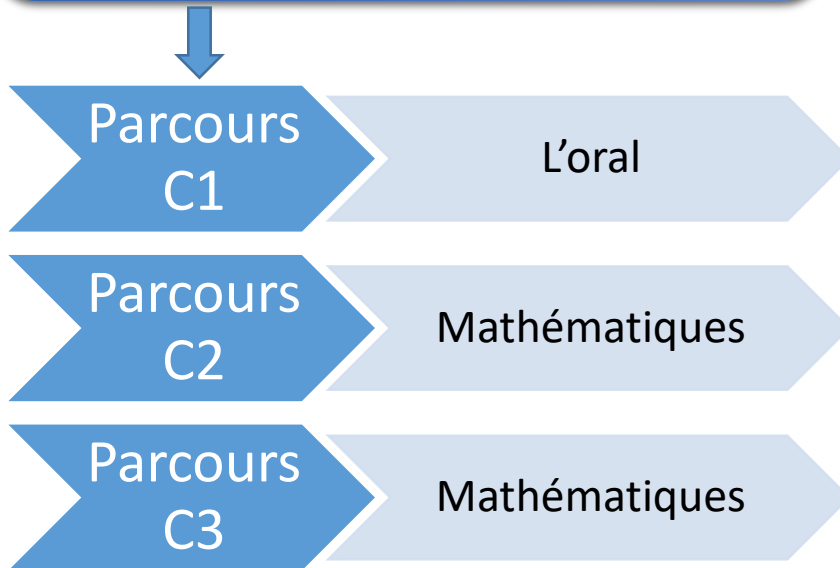 Parcours
C1
L’oral
Parcours
C2
Mathématiques
Parcours
C3
Mathématiques